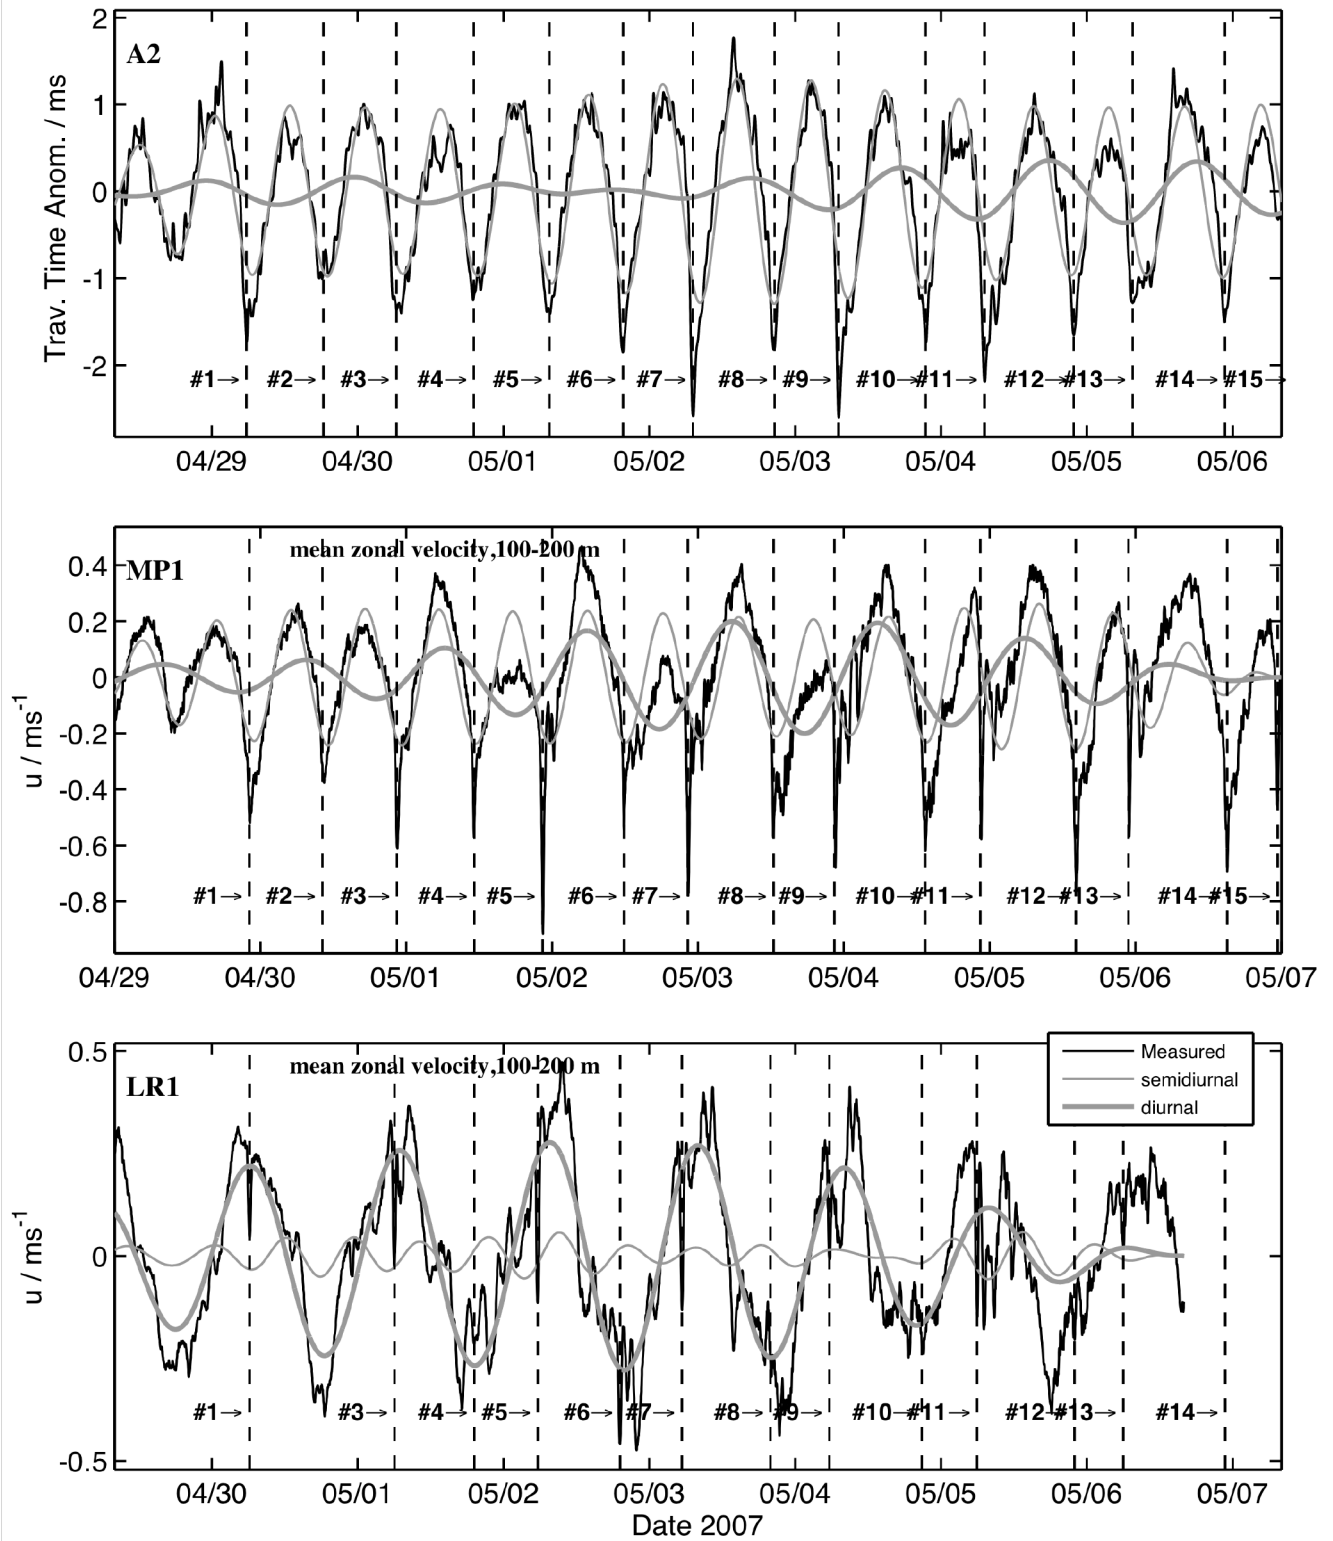 2
A2
1
0
-1
-2
Trav. Time Anom. / ms
#1→ #2→ #3→ #4→ #5→ #6→ #7→ #8→ #9→ #10→ #11→ #12→ #13→ #14→ #15→
04/29 04/30 05/01 05/02 05/03 05/04 05/05 05/06
mean zonal velocity,100-200 m
MP1
0.4
0.2
0
-0.2
-0.4
-0.6
-0.8
u / ms-1
#1→ #2→ #3→ #4→ #5→ #6→ #7→ #8→ #9→ #10→ #11→ #12→ #13→ #14→ #15→
04/29 04/30 05/01 05/02 05/03 05/04 05/05 05/06 05/07
mean zonal velocity,100-200 m
LR1
Measured
semidiurnal
diurnal
0.5
0
-0.5
u / ms-1
#1→ #3→ #4→ #5→ #6→ #7→ #8→ #9→ #10→ #11→ #12→ #13→ #14→
04/30 05/01 05/02 05/03 05/04 05/05 05/06 05/07
Date 2007